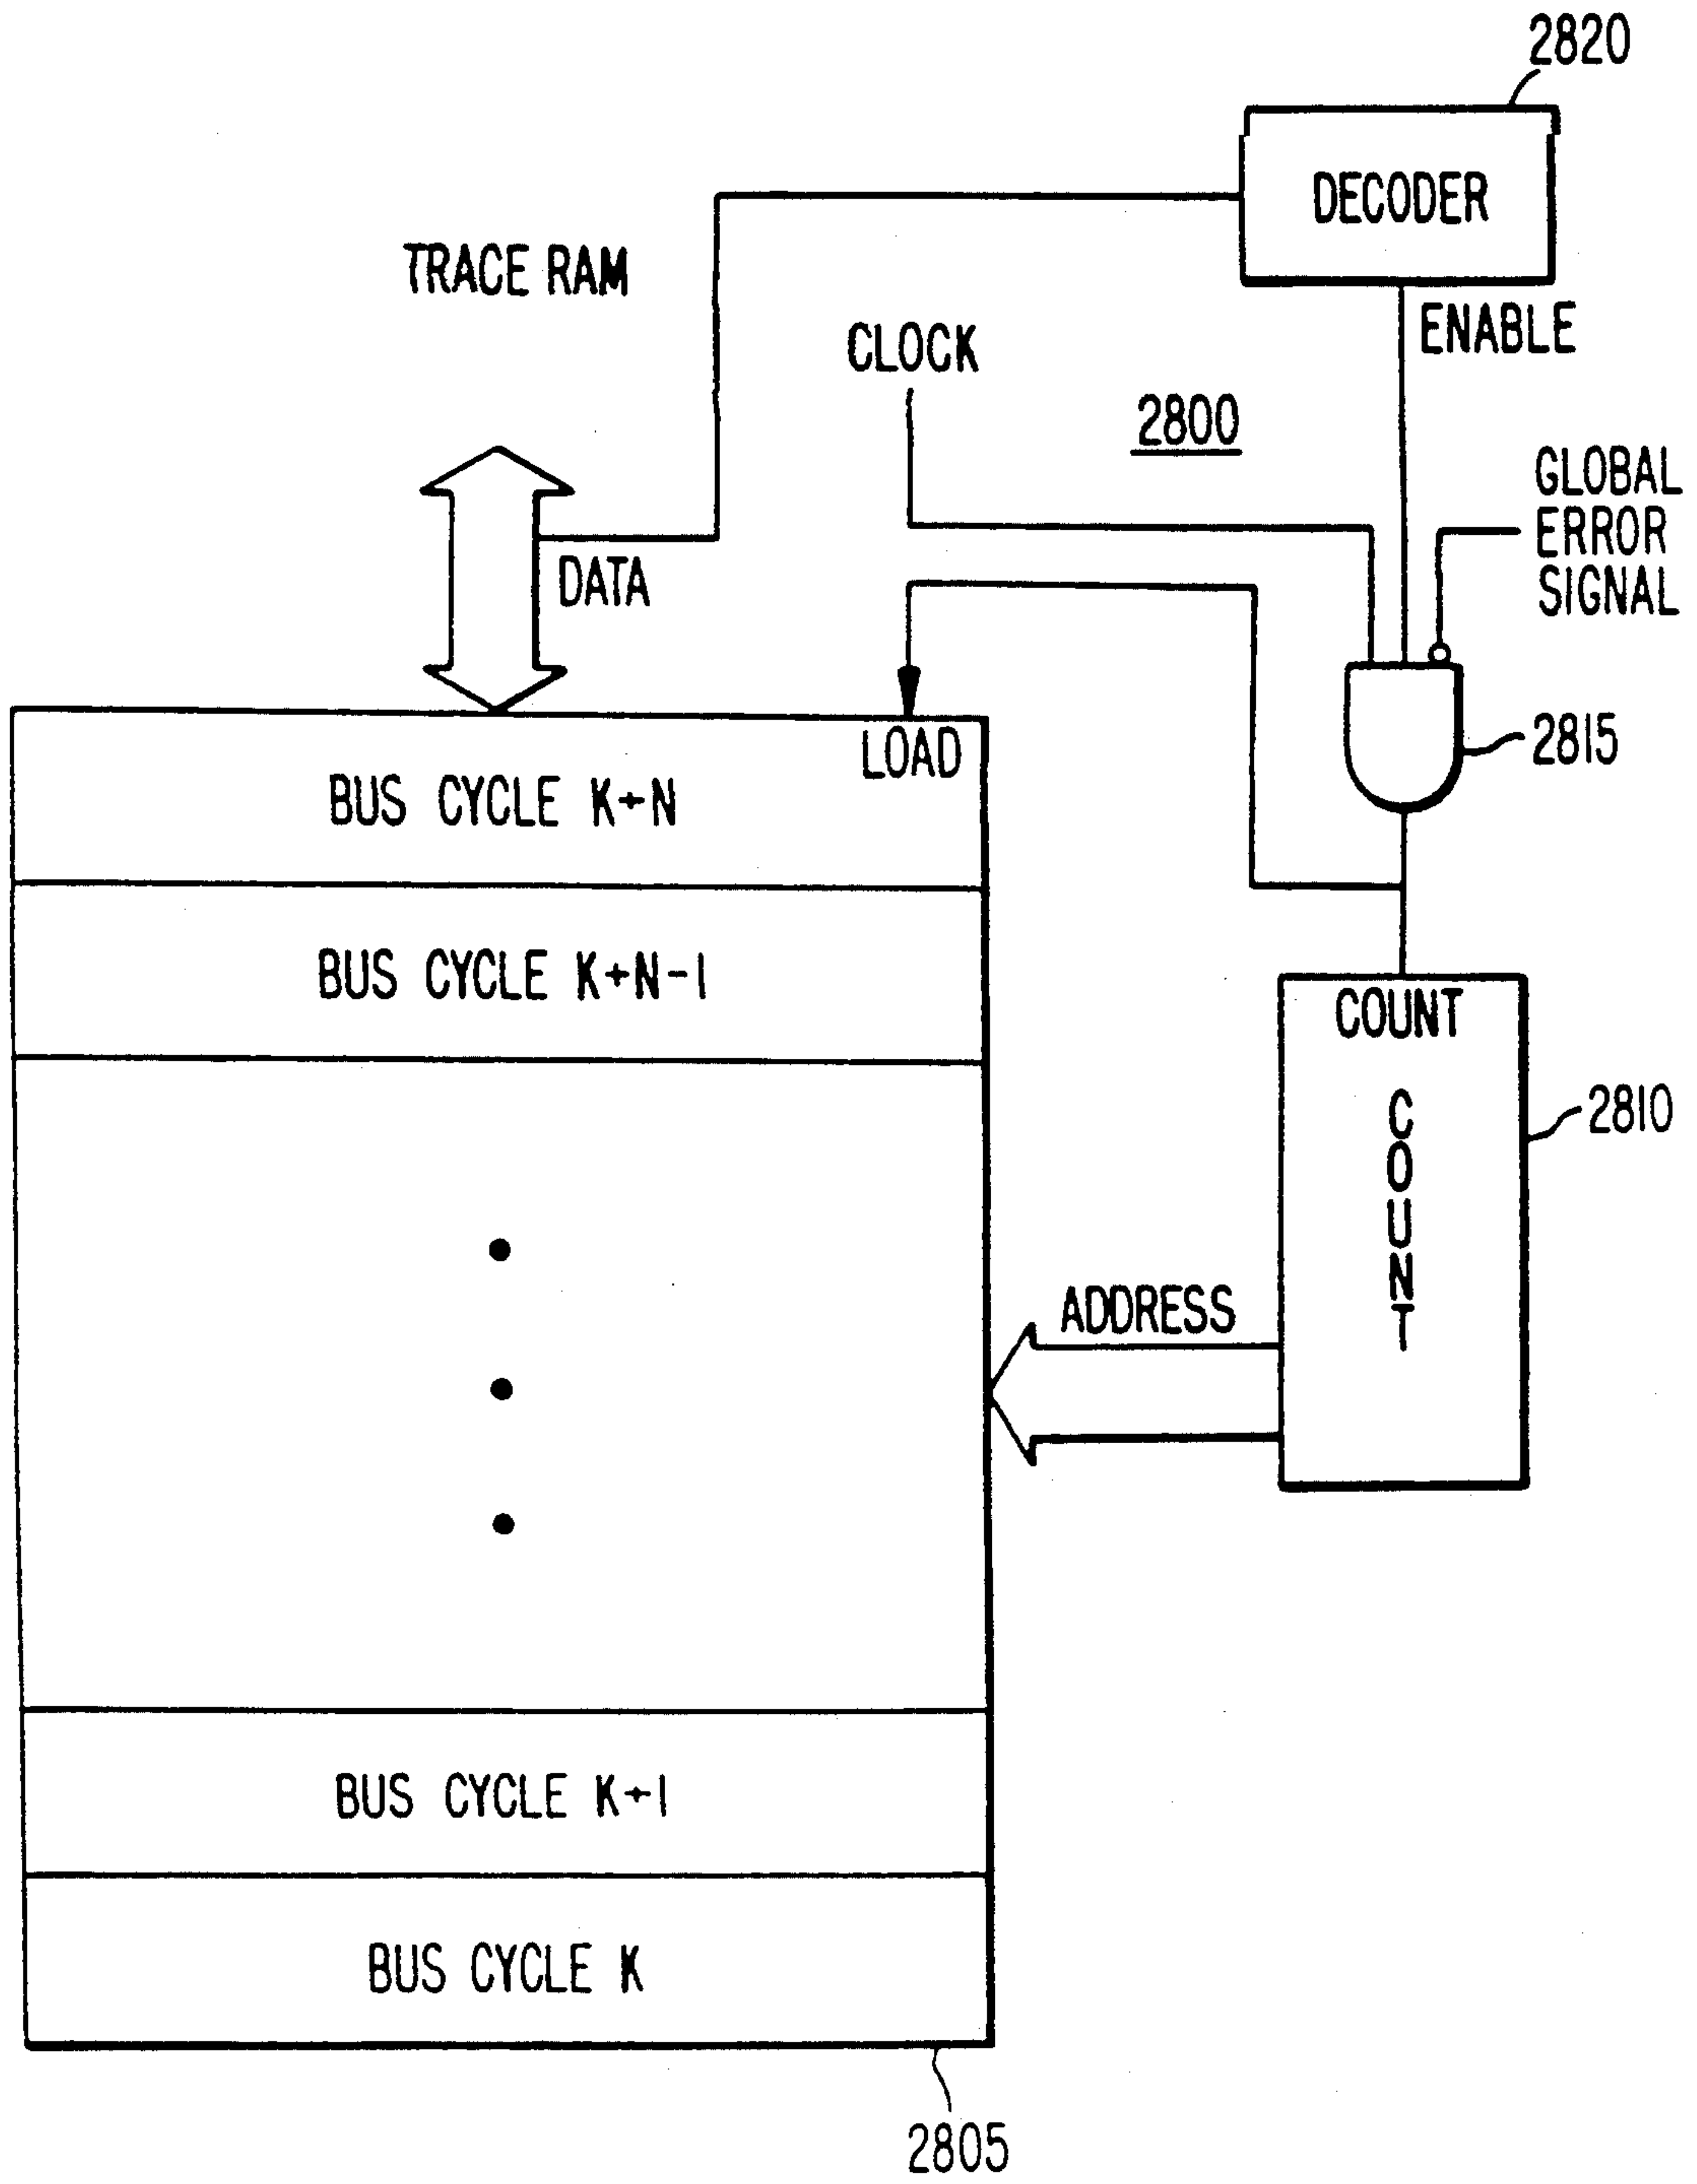 2820
DECODER
TRACE RAM
ENABLE
CLOCK
2800
GLOBAL
ERROR
SIGNAL
DATA
2815
LOAD
BUS CYCLE K+N
BUS CYCLE K+N-1
COUNT
COUNT
2810
ADDRESS
BUS CYCLE K+1
BUS CYCLE K
2805